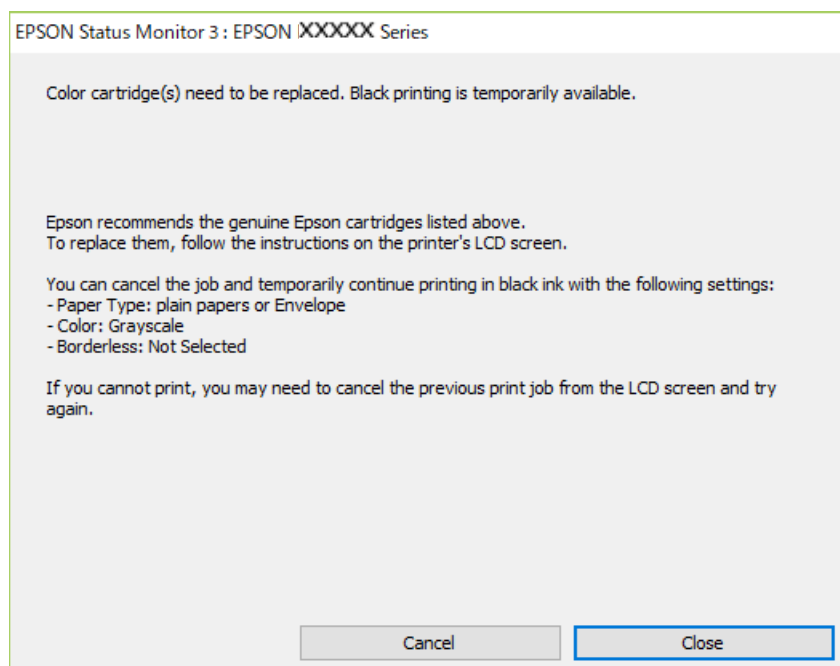 EPSON Status Monitor 3 : EPSON XXXXX Series
Color cartridge(s) need to be replaced. Black printing is temporarily available.
Epson recommends the genuine Epson cartridges listed above.
To replace them, follow the instructions on the printer's LCD screen.
You can cancel the job and temporarily continue printing in black ink with the following settings:
- Paper Type: plain papers or Envelope
- Color: Grayscale
- Borderless: Not Selected
If you cannot print, you may need to cancel the previous print job from the LCD screen and try
again.
Cancel
Close